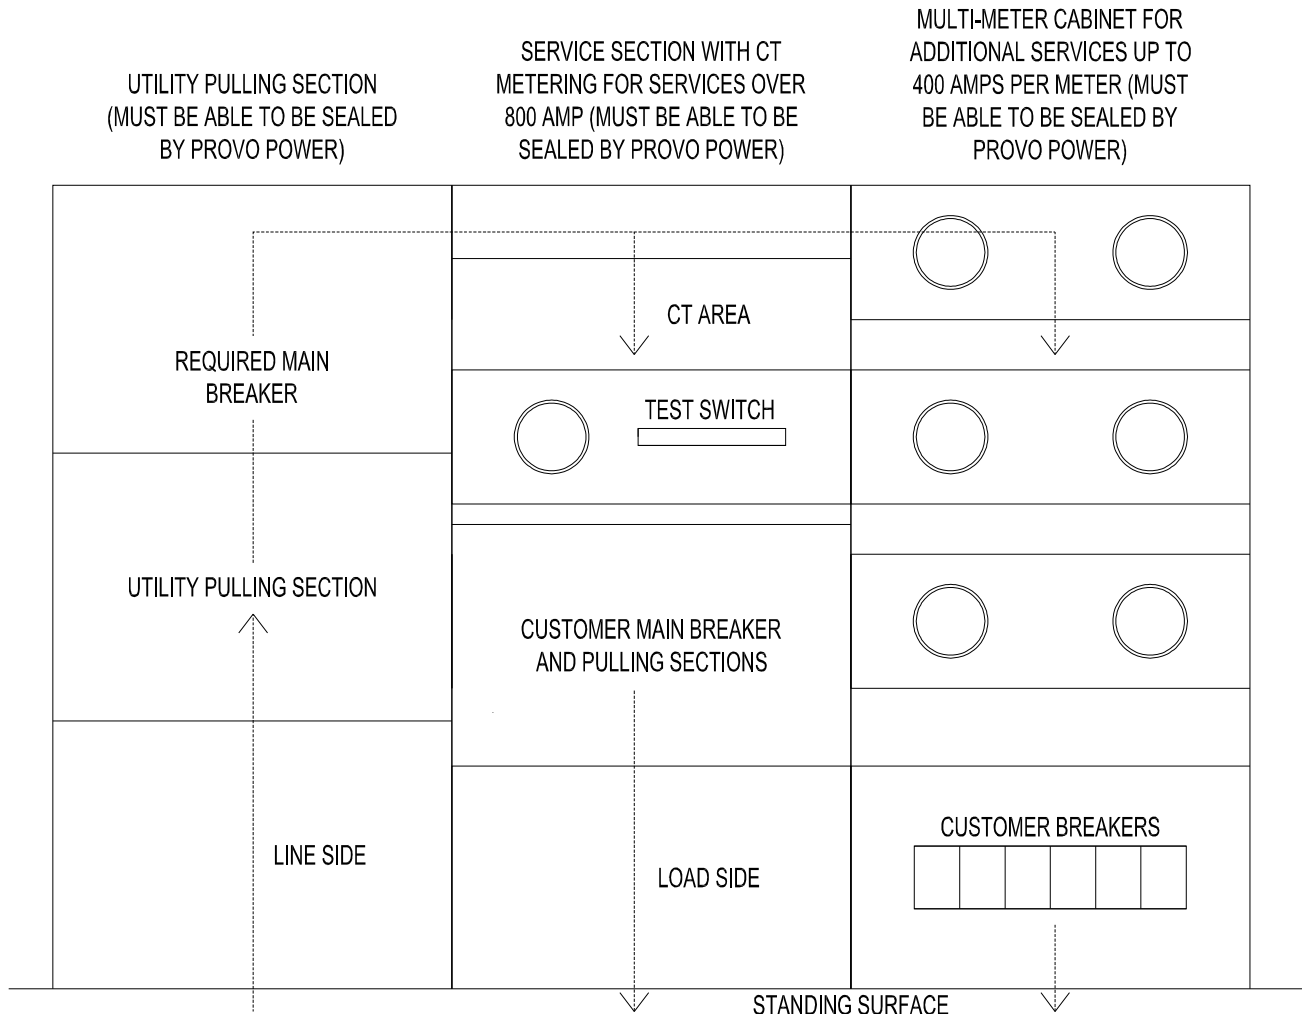 UTILITY PULLING SECTION
(MUST BE ABLE TO BE SEALED
BY PROVO POWER)
SERVICE SECTION WITH CT
METERING FOR SERVICES OVER
800 AMP (MUST BE ABLE TO BE
SEALED BY PROVO POWER)
MULTI-METER CABINET FOR
ADDITIONAL SERVICES UP TO
400 AMPS PER METER (MUST
BE ABLE TO BE SEALED BY
PROVO POWER)
REQUIRED MAIN
BREAKER
UTILITY PULLING SECTION
LINE SIDE
CT AREA
TEST SWITCH
CUSTOMER MAIN BREAKER
AND PULLING SECTIONS
LOAD SIDE
CUSTOMER BREAKERS
STANDING SURFACE